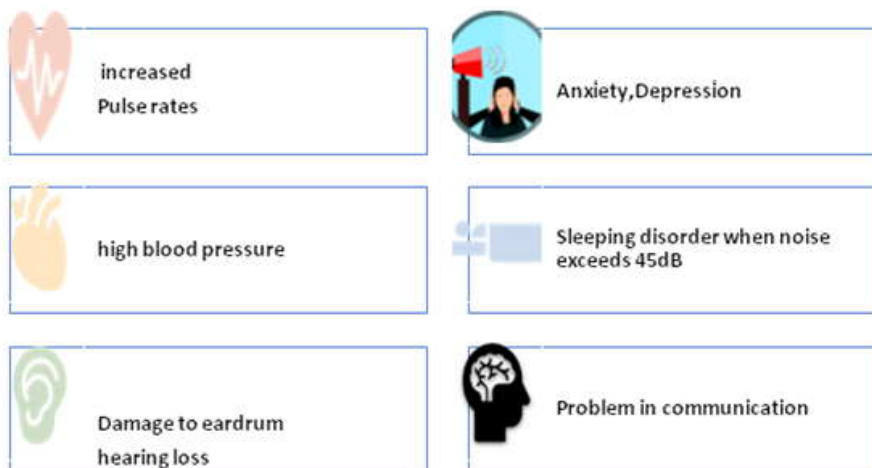 increased
Pulse rates
Anxiety,Depression
high blood pressure
Sleeping disorder when noise
exceeds 45dB
Damage to eardrum
hearing loss
Problem in communication